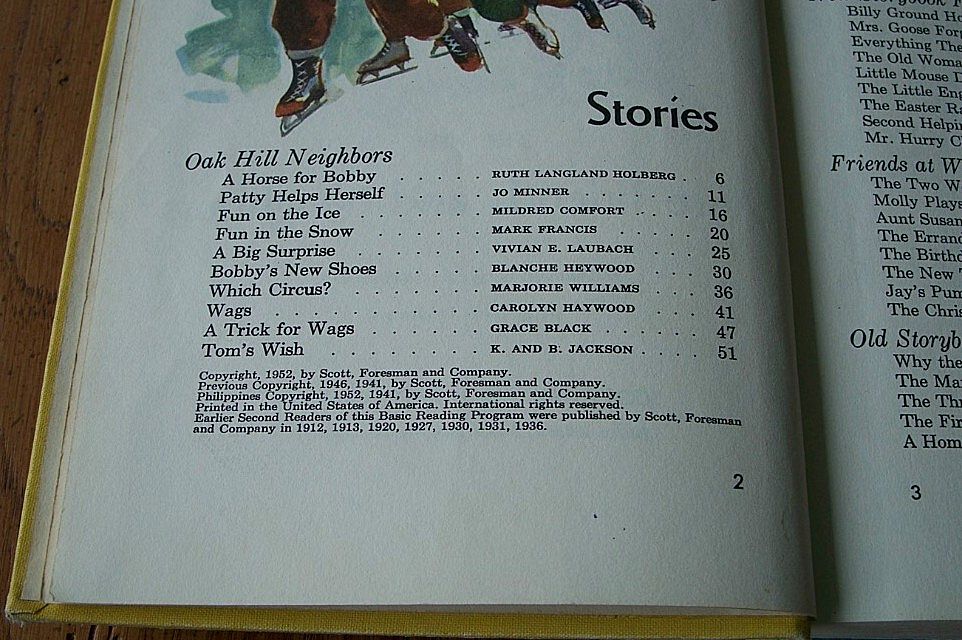 Stories
Oak Hill Neighbors
A Horse for Bobby . . . . . RUTH LANGLAND HOLBERG . 6
Patty Helps Herself . . . . . JO MINNER . . . . . . . 11
Fun on the Ice . . . . . . MILDRED COMFORT . . . . 16
Fun in the Snow . . . . . MARK FRANCIS . . . . . 20
A Big Surprise . . . . . . VIVIAN E. LAUBACH . . . 25
Bobby's New Shoes . . . . . BLANCHE HEYWOOD . . . 30
Which Circus? . . . . . . MARJORIE WILLIAMS . . . 36
Wags . . . . . . . . . CAROLYN HAYWOOD . . . 41
A Trick for Wags . . . . . . GRACE BLACK . . . . . 47
Tom's Wish . . . . . . . . K. AND B. JACKSON . . . . 51
Copyright, 1952, by Scott, Foresman and Company.
Previous Copyright, 1946, 1941, by Scott, Foresman and Company.
Philippines Copyright, 1952, 1941, by Scott, Foresman and Company.
Printed in the United States of America. International rights reserved.
Earlier Second Readers of this Basic Reading Program were published by Scott, Foresman
and Company in 1912, 1913, 1920, 1927, 1930, 1931, 1936.
2
Billy Ground
Mrs. Goose
Everything
The Old
Little Mouse
The Little
The Easter
Second
Mr. Hurry
Friends at
The Two
Molly
Aunt Susan
The
The
The New
Jay's
The
Old
Why the
The
The
The
A
3